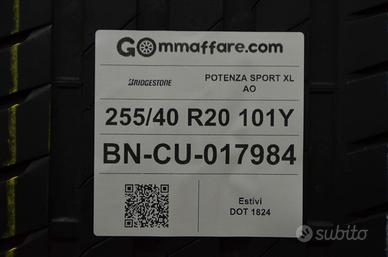 GOmmaffare.com
BRIDGESTONE
POTENZA SPORT XL
AO
255/40 R20 101Y
BN-CU-017984
Estivi
DOT 1824
subito